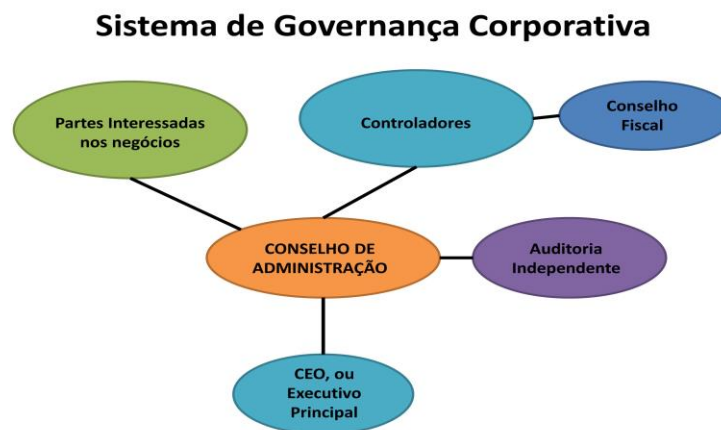 Sistema de Governança Corporativa
Partes Interessadas
nos negócios
Controladores
Conselho
Fiscal
CONSELHO DE
ADMINISTRAÇÃO
Auditoria
Independente
CEO, ou
Executivo
Principal